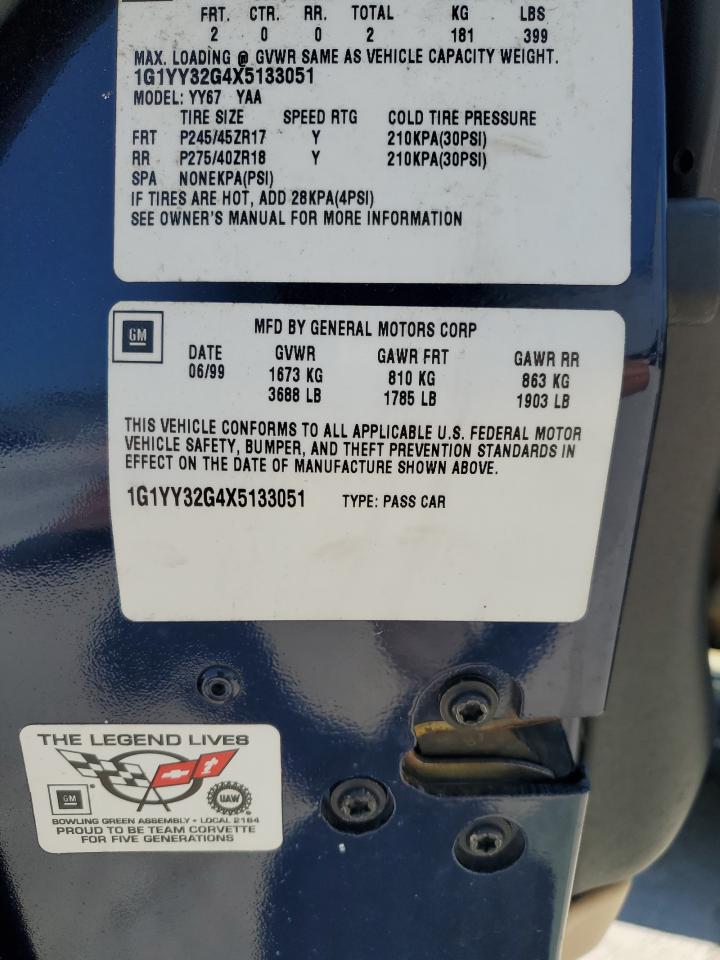 FRT. CTR. RR. TOTAL KG LBS
2 0 0 2 181 399
MAX. LOADING @ GVWR SAME AS VEHICLE CAPACITY WEIGHT.
1G1YY32G4X5133051
MODEL: YY67 YAA
TIRE SIZE SPEED RTG COLD TIRE PRESSURE
FRT P245/45ZR17 Y 210KPA(30PSI)
RR P275/40ZR18 Y 210KPA(30PSI)
SPA NONEKPA(PSI)
IF TIRES ARE HOT, ADD 28KPA(4PSI)
SEE OWNER'S MANUAL FOR MORE INFORMATION
GM
MFD BY GENERAL MOTORS CORP
DATE GVWR GAWR FRT GAWR RR
06/99 1673 KG 810 KG 863 KG
3688 LB 1785 LB 1903 LB
THIS VEHICLE CONFORMS TO ALL APPLICABLE U.S. FEDERAL MOTOR
VEHICLE SAFETY, BUMPER, AND THEFT PREVENTION STANDARDS IN
EFFECT ON THE DATE OF MANUFACTURE SHOWN ABOVE.
1G1YY32G4X5133051 TYPE: PASS CAR
THE LEGEND LIVES
GM
UAW
BOWLING GREEN ASSEMBLY • LOCAL 2164
PROUD TO BE TEAM CORVETTE
FOR FIVE GENERATIONS